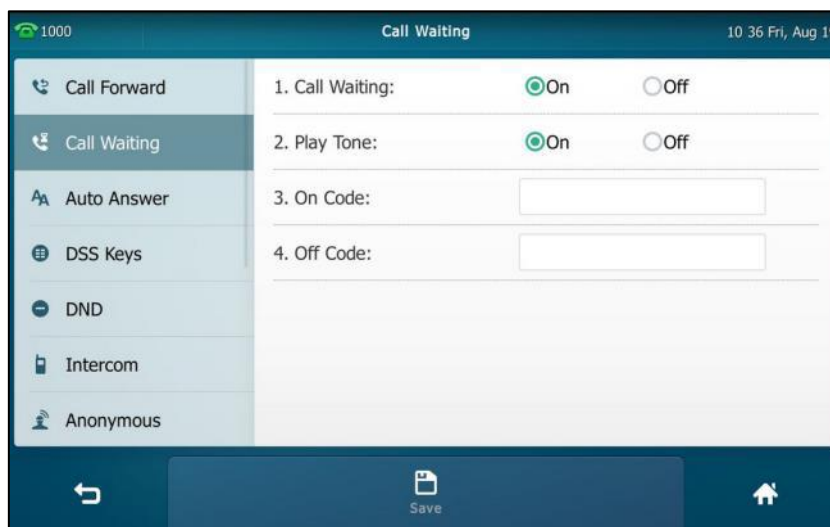 1000 Call Waiting 10 36 Fri, Aug 1
Call Forward
Call Waiting
Auto Answer
DSS Keys
DND
Intercom
Anonymous
1. Call Waiting: On Off
2. Play Tone: On Off
3. On Code:
4. Off Code:
Save